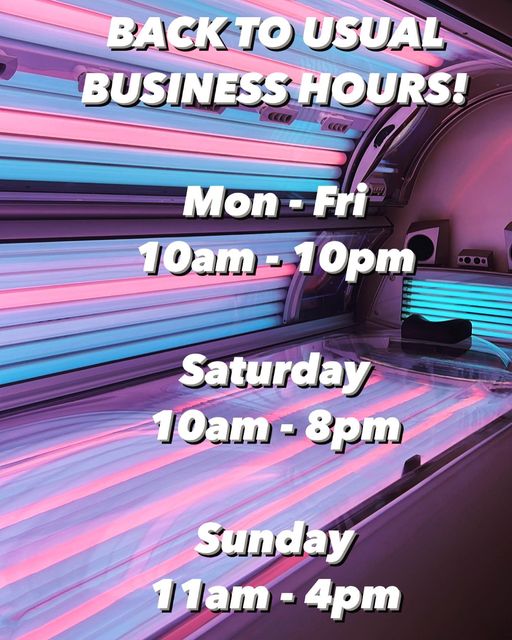 BACK TO USUAL
BUSINESS HOURS!
Mon - Fri
10am - 10pm
Saturday
10am - 8pm
Sunday
11am - 4pm